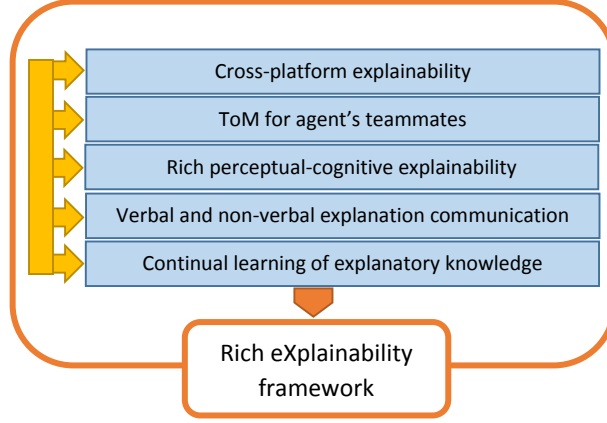 Cross-platform explainability
ToM for agent's teammates
Rich perceptual-cognitive explainability
Verbal and non-verbal explanation communication
Continual learning of explanatory knowledge
Rich eXplainability
framework